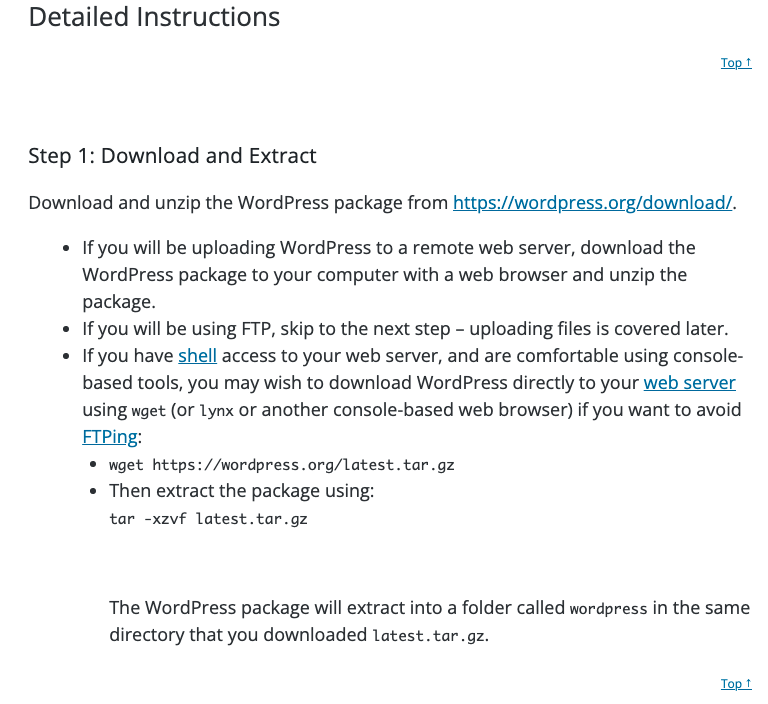 Detailed Instructions
Top ↑
Step 1: Download and Extract
Download and unzip the WordPress package from https://wordpress.org/download/.
• If you will be uploading WordPress to a remote web server, download the
WordPress package to your computer with a web browser and unzip the
package.
• If you will be using FTP, skip to the next step – uploading files is covered later.
• If you have shell access to your web server, and are comfortable using console-
based tools, you may wish to download WordPress directly to your web server
using wget (or lynx or another console-based web browser) if you want to avoid
FTPing:
• wget https://wordpress.org/latest.tar.gz
• Then extract the package using:
tar -xzvf latest.tar.gz
The WordPress package will extract into a folder called wordpress in the same
directory that you downloaded latest.tar.gz.
Top ↑